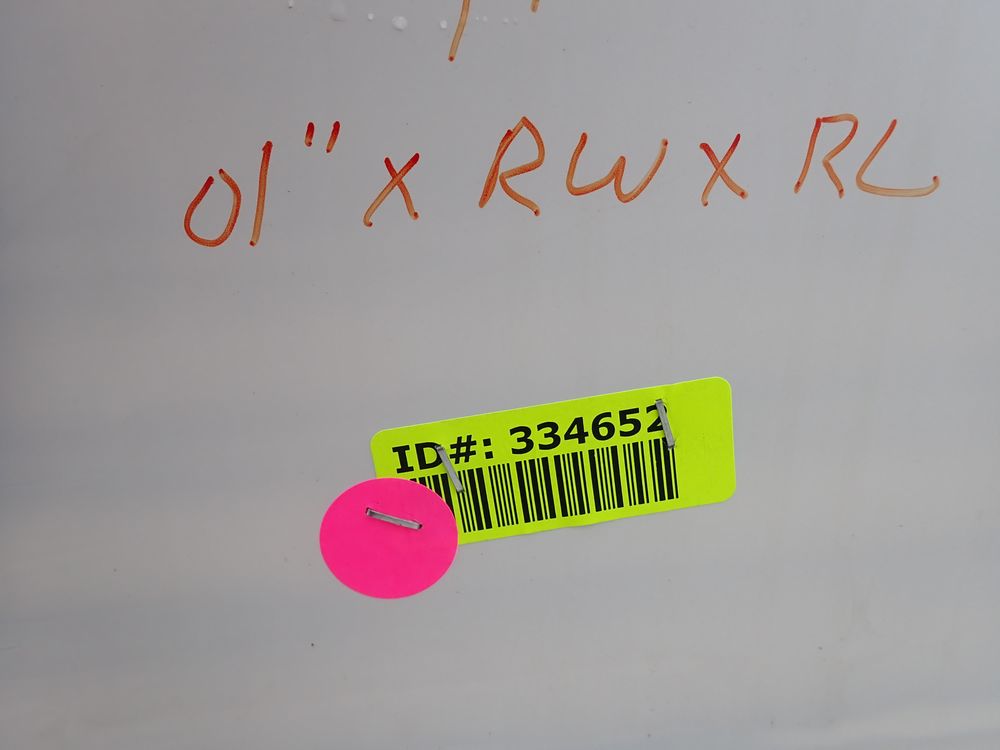 01" X RW X RL
ID#: 334652